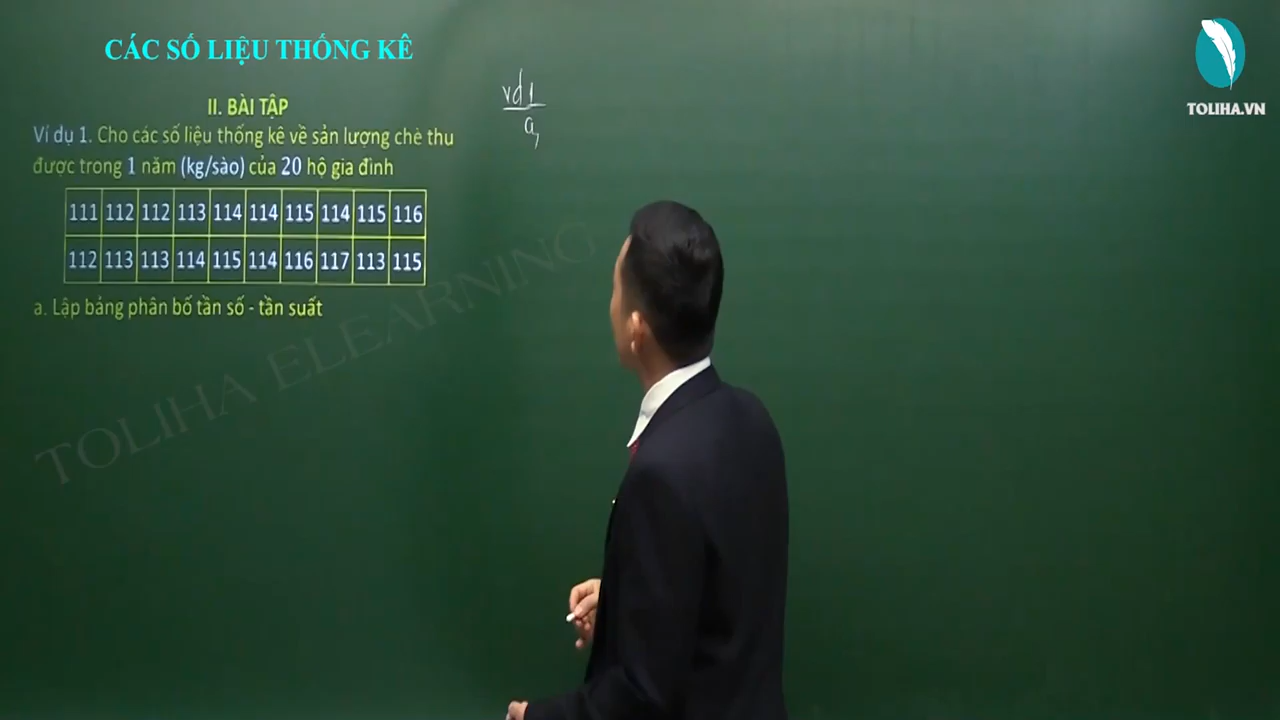 CÁC SỐ LIỆU THỐNG KÊ
II. BÀI TẬP
Ví dụ 1. Cho các số liệu thống kê về sản lượng chè thu
được trong 1 năm (kg/sào) của 20 hộ gia đình
111 112 112 113 114 114 115 114 115 116
112 113 113 114 115 114 116 117 113 115
a. Lập bảng phân bố tần số - tần suất
vd1
a,
TOLIHA.VN
TOLIHA ELEARNING